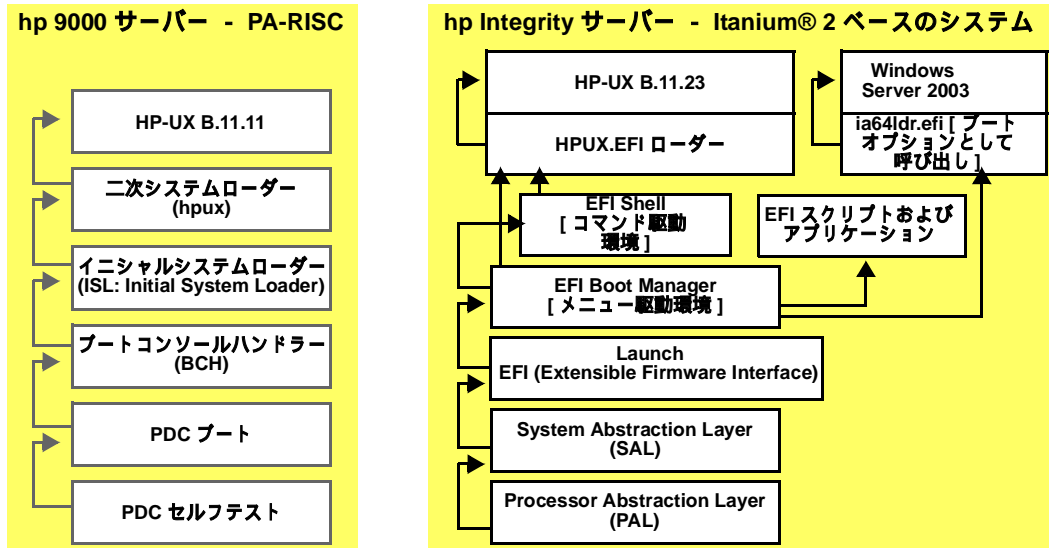 hp 9000 サーバー - PA-RISC
HP-UX B.11.11
二次システムローダー
(hpux)
イニシャルシステムローダー
(ISL: Initial System Loader)
ブートコンソールハンドラー
(BCH)
PDC ブート
PDC セルフテスト
hp Integrity サーバー - Itanium® 2 ベースのシステム
HP-UX B.11.23
HPUX.EFI ローダー
Windows
Server 2003
ia64ldr.efi [ ブート
オプションとして
呼び出し ]
EFI Shell
[ コマンド駆動
環境 ]
EFI スクリプトおよび
アプリケーション
EFI Boot Manager
[ メニュー駆動環境 ]
Launch
EFI (Extensible Firmware Interface)
System Abstraction Layer
(SAL)
Processor Abstraction Layer
(PAL)